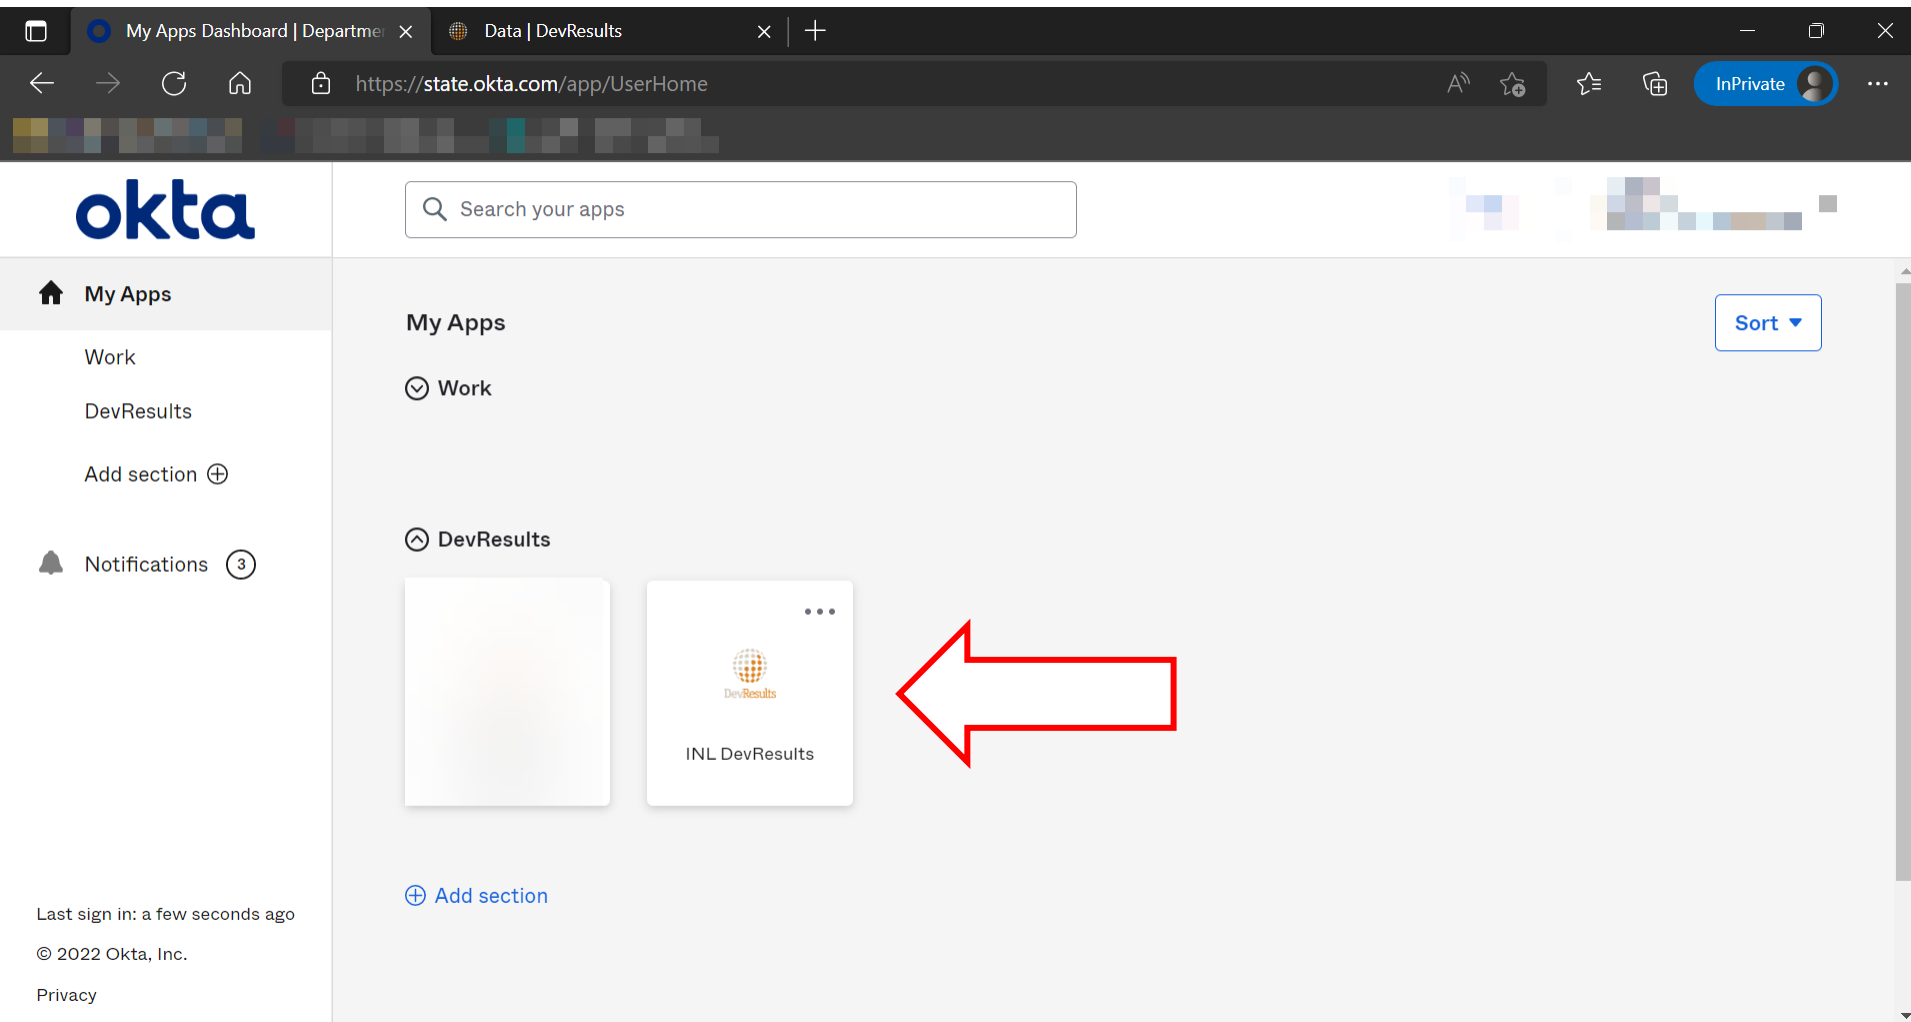 My Apps Dashboard | Departme
Data | DevResults
https://state.okta.com/app/UserHome
InPrivate
okta
Search your apps
My Apps
Work
DevResults
Add section
Notifications 3
Last sign in: a few seconds ago
© 2022 Okta, Inc.
Privacy
My Apps
Sort
Work
DevResults
DevResults
INL DevResults
Add section